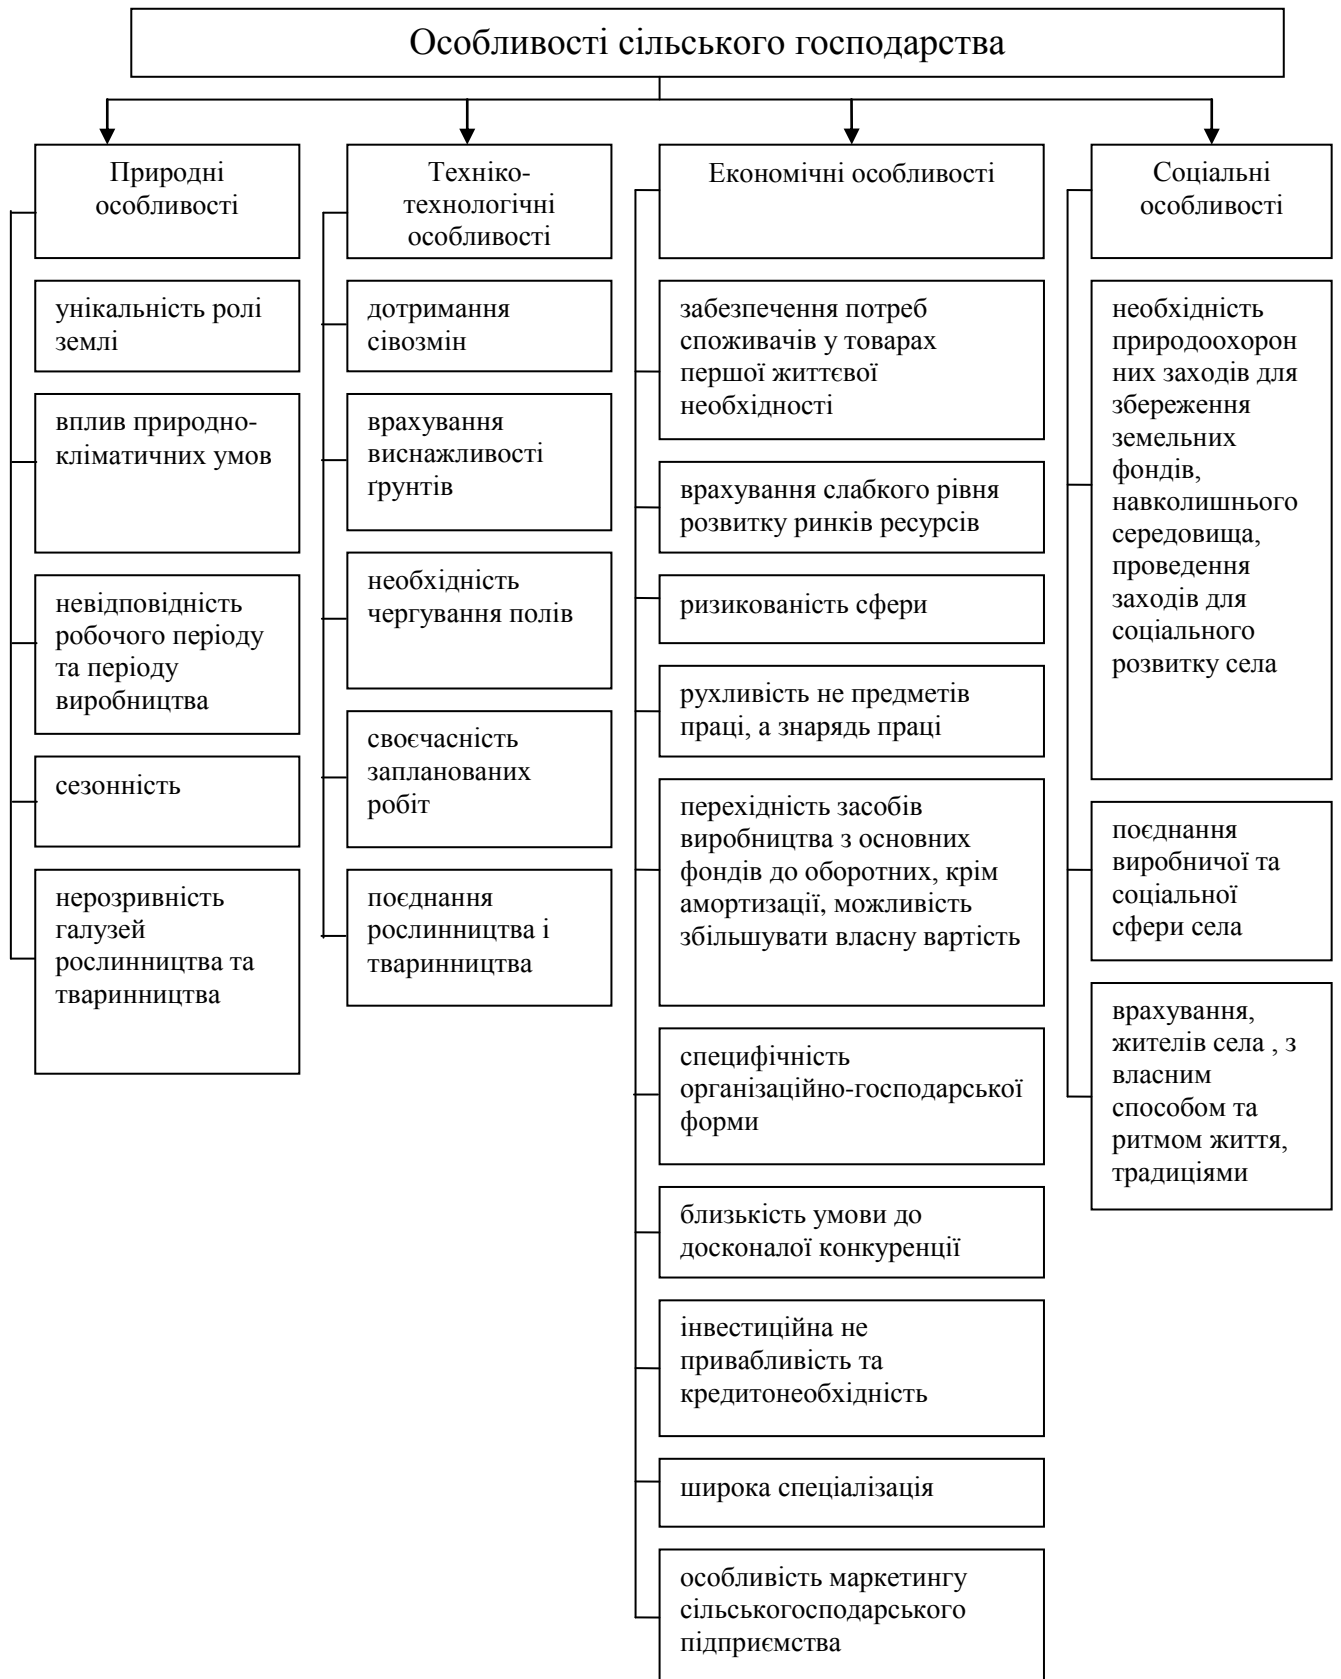 Особливості сільського господарства
Природні
особливості
унікальність ролі
землі
вплив природно-
кліматичних умов
невідповідність
робочого періоду
та періоду
виробництва
сезонність
нерозривність
галузей
рослинництва та
тваринництва
Техніко-
технологічні
особливості
дотримання
сівозмін
врахування
виснажливості
ґрунтів
необхідність
чергування полів
своєчасність
запланованих
робіт
поєднання
рослинництва і
тваринництва
Економічні особливості
забезпечення потреб
споживачів у товарах
першої життєвої
необхідності
врахування слабкого рівня
розвитку ринків ресурсів
ризикованість сфери
рухливість не предметів
праці, а знарядь праці
перехідність засобів
виробництва з основних
фондів до оборотних, крім
амортизації, можливість
збільшувати власну вартість
специфічність
організаційно-господарської
форми
близькість умови до
досконалої конкуренції
інвестиційна не
привабливість та
кредитонеобхідність
широка спеціалізація
особливість маркетингу
сільськогосподарського
підприємства
Соціальні
особливості
необхідність
природоохорон
них заходів для
збереження
земельних
фондів,
навколишнього
середовища,
проведення
заходів для
соціального
розвитку села
поєднання
виробничої та
соціальної
сфери села
врахування,
жителів села , з
власним
способом та
ритмом життя,
традиціями